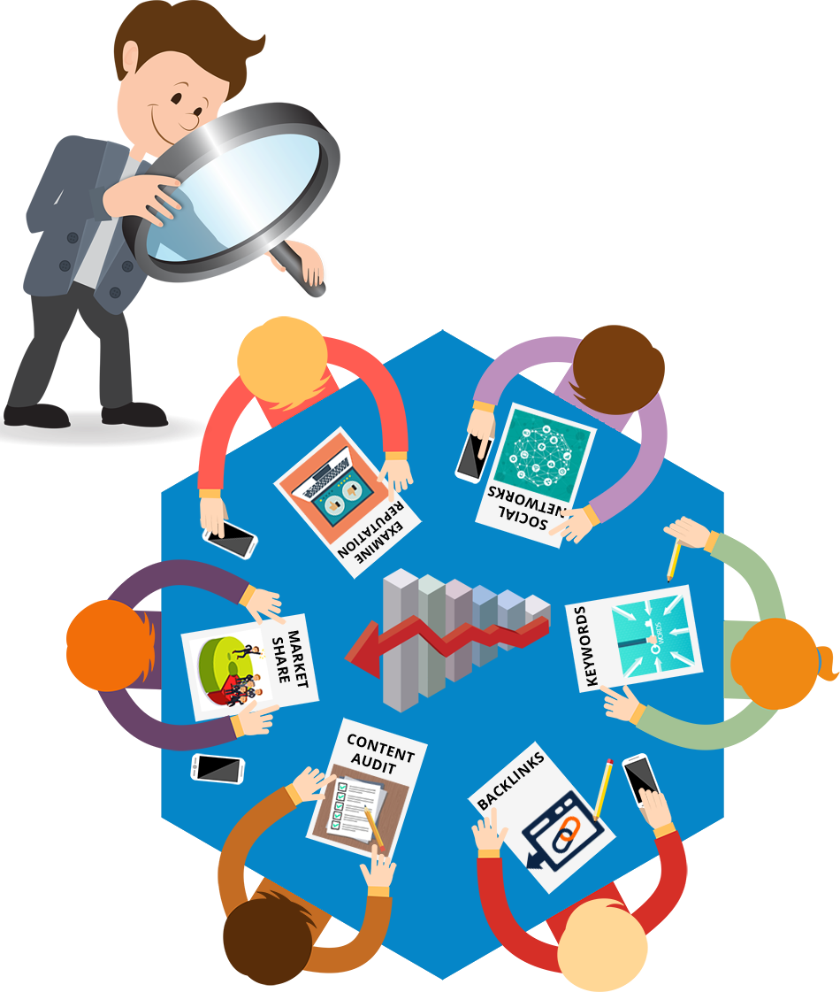 EXAMINE
REPUTATION
SOCIAL
NETWORKS
MARKET
SHARE
KEYWORDS
CONTENT
AUDIT
BACKLINKS